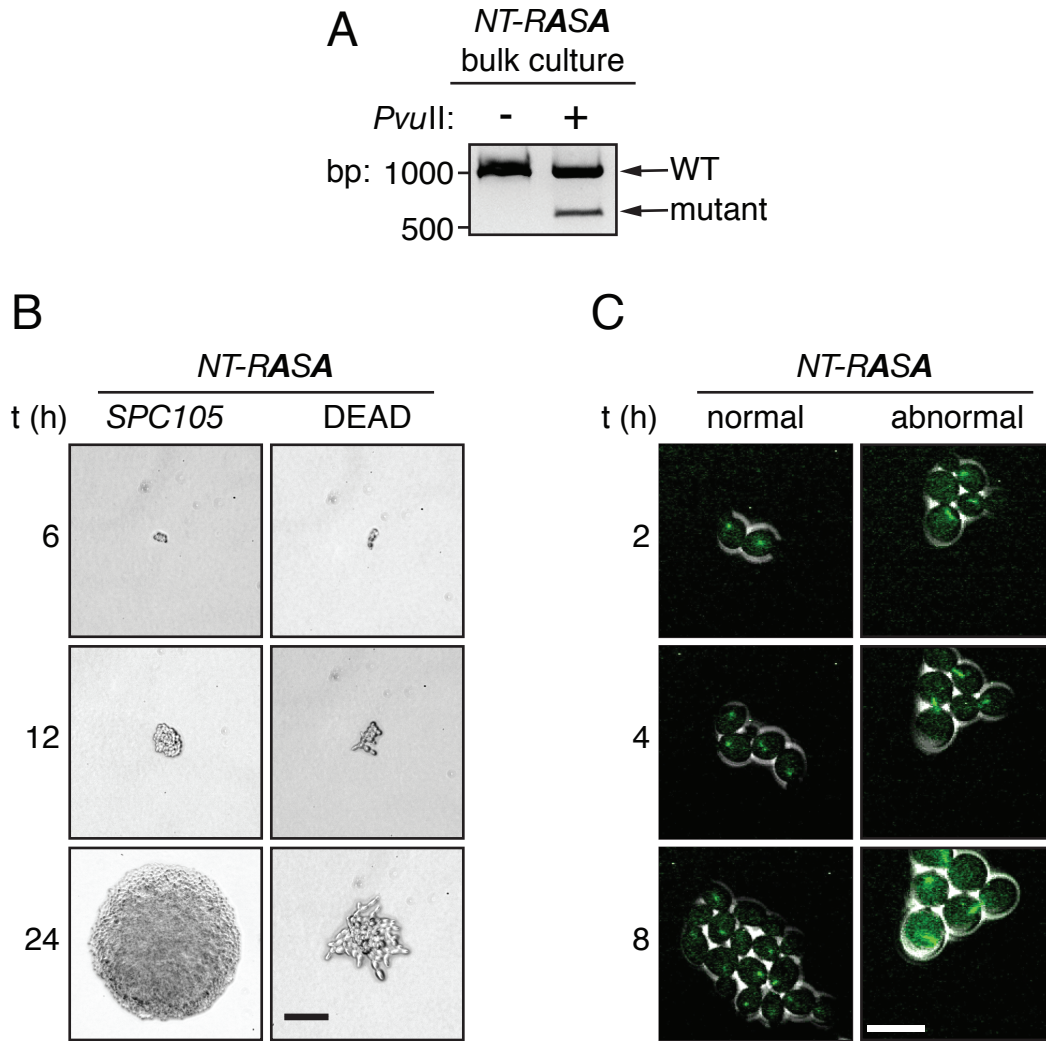 A
NT-RASA
bulk culture
PvuII: - +
bp: 1000
WT
mutant
500
B
NT-RASA
t (h) SPC105 DEAD
6
12
24
C
NT-RASA
t (h) normal abnormal
2
4
8